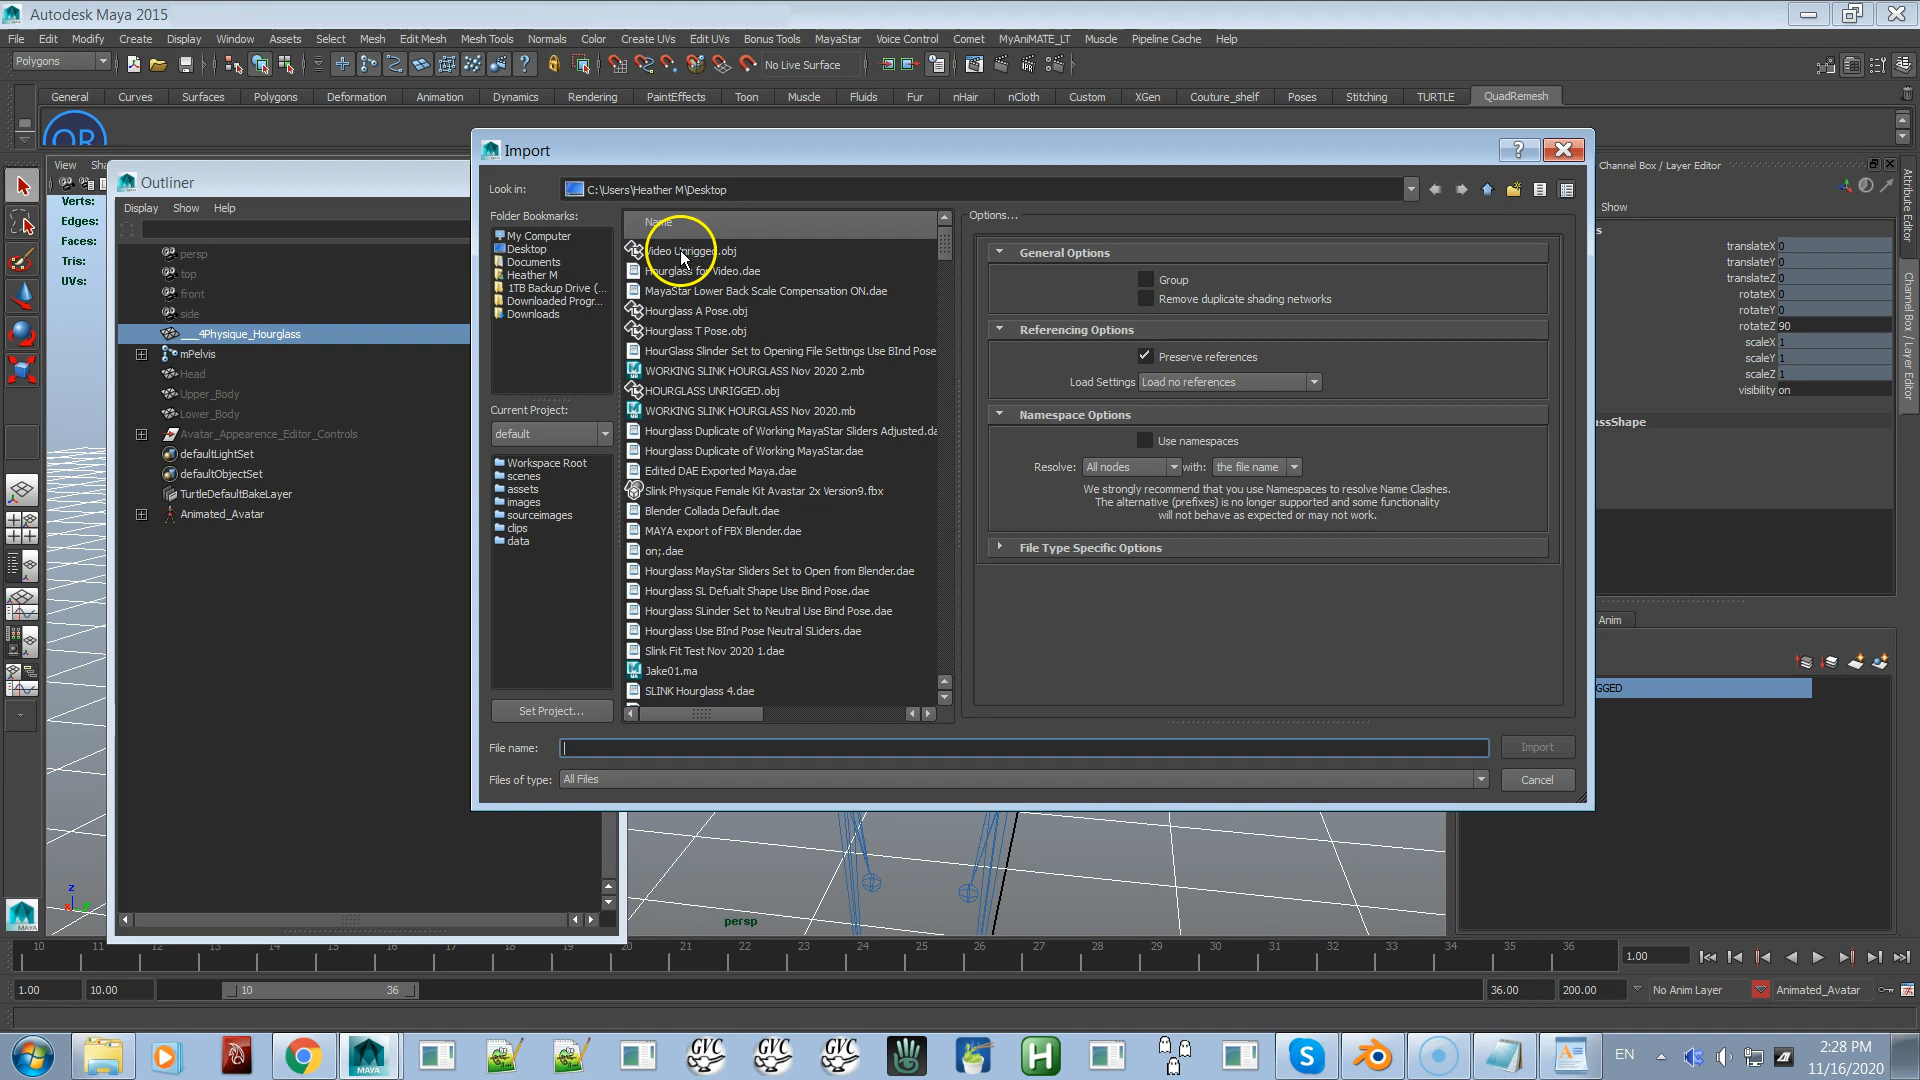 Autodesk Maya 2015
File Edit Modify Create Display Window Assets Select Mesh Edit Mesh Mesh Tools Normals Color Create UVs Edit UVs Bonus Tools MayaStar Voice Control Comet MyAniMATE_LT Muscle Pipeline Cache Help
Polygons No Live Surface
General Curves Surfaces Polygons Deformation Animation Dynamics Rendering PaintEffects Toon Muscle Fluids Fur nHair nCloth Custom XGen Couture_shelf Poses Stitching TURTLE QuadRemesh
QR
View Sha
Verts:
Edges:
Faces:
Tris:
UVs:
Outliner
Display Show Help
persp
top
front
side
___4Physique_Hourglass
mPelvis
Head
Upper_Body
Lower_Body
Avatar_Appearence_Editor_Controls
defaultLightSet
defaultObjectSet
TurtleDefaultBakeLayer
Animated_Avatar
Import
Look in: C:\Users\Heather M\Desktop
Folder Bookmarks:
My Computer
Desktop
Documents
Heather M
1TB Backup Drive (...
Downloaded Progr...
Downloads
Current Project:
default
Workspace Root
scenes
assets
images
sourceimages
clips
data
Set Project...
Name
Video Unrigged.obj
Hourglass for Video.dae
MayaStar Lower Back Scale Compensation ON.dae
Hourglass A Pose.obj
Hourglass T Pose.obj
HourGlass Slinder Set to Opening File Settings Use BInd Pose
WORKING SLINK HOURGLASS Nov 2020 2.mb
HOURGLASS UNRIGGED.obj
WORKING SLINK HOURGLASS Nov 2020.mb
Hourglass Duplicate of Working MayaStar Sliders Adjusted.da
Hourglass Duplicate of Working MayaStar.dae
Edited DAE Exported Maya.dae
Slink Physique Female Kit Avastar 2x Version9.fbx
Blender Collada Default.dae
MAYA export of FBX Blender.dae
on;.dae
Hourglass MayStar Sliders Set to Open from Blender.dae
Hourglass SL Defualt Shape Use Bind Pose.dae
Hourglass SLinder Set to Neutral Use Bind Pose.dae
Hourglass Use BInd Pose Neutral SLiders.dae
Slink Fit Test Nov 2020 1.dae
Jake01.ma
SLINK Hourglass 4.dae
Options...
General Options
Group
Remove duplicate shading networks
Referencing Options
Preserve references
Load Settings Load no references
Namespace Options
Use namespaces
Resolve: All nodes with: the file name
We strongly recommend that you use Namespaces to resolve Name Clashes.
The alternative (prefixes) is no longer supported and some functionality
will not behave as expected or may not work.
File Type Specific Options
File name: Import
Files of type: All Files Cancel
Channel Box / Layer Editor
Show
s
translateX 0
translateY 0
translateZ 0
rotateX 0
rotateY 0
rotateZ 90
scaleX 1
scaleY 1
scaleZ 1
visibility on
assShape
Anim
GGED
Attribute Editor
Channel Box / Layer Editor
z
x
y
persp
MAYA
10 11 12 13 14 15 16 17 18 19 20 21 22 23 24 25 26 27 28 29 30 31 32 33 34 35 36 1.00
1.00 10.00 10 36 36.00 200.00 No Anim Layer Animated_Avatar
MAYA GVC GVC GVC H S EN 2:28 PM
11/16/2020